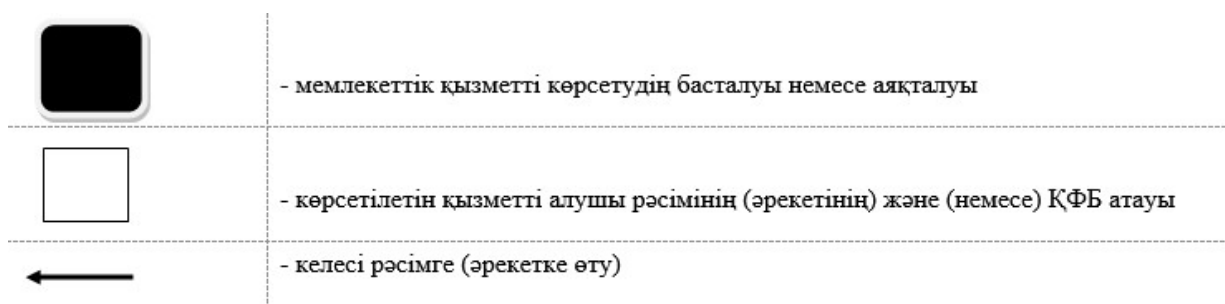 - мемлекеттік қызметті көрсетудің басталуы немесе аяқталуы
- көрсетілетін қызметті алушы рәсімінің (әрекетінің) және (немесе) ҚФБ атауы
- келесі рәсімге (әрекетке өту)